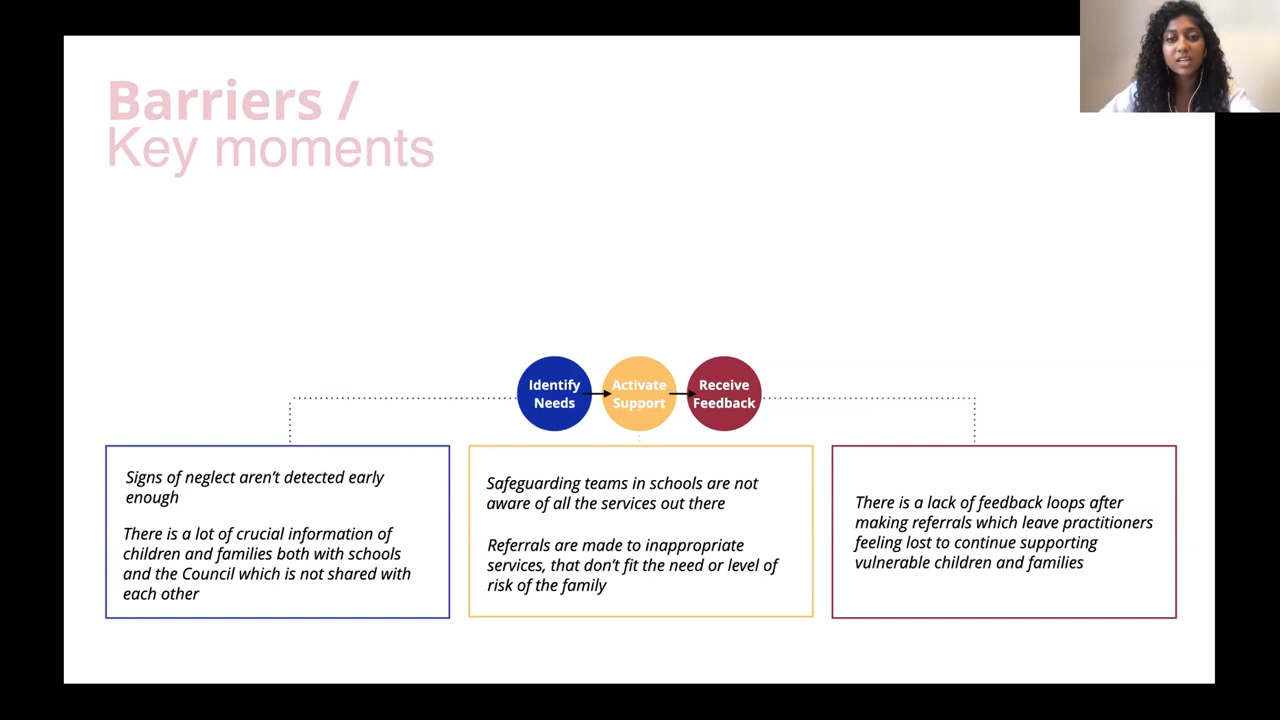 Barriers /
Key moments
Identify
Needs
Activate
Support
Receive
Feedback
Signs of neglect aren't detected early
enough
There is a lot of crucial information of
children and families both with schools
and the Council which is not shared with
each other
Safeguarding teams in schools are not
aware of all the services out there
Referrals are made to inappropriate
services, that don't fit the need or level of
risk of the family
There is a lack of feedback loops after
making referrals which leave practitioners
feeling lost to continue supporting
vulnerable children and families